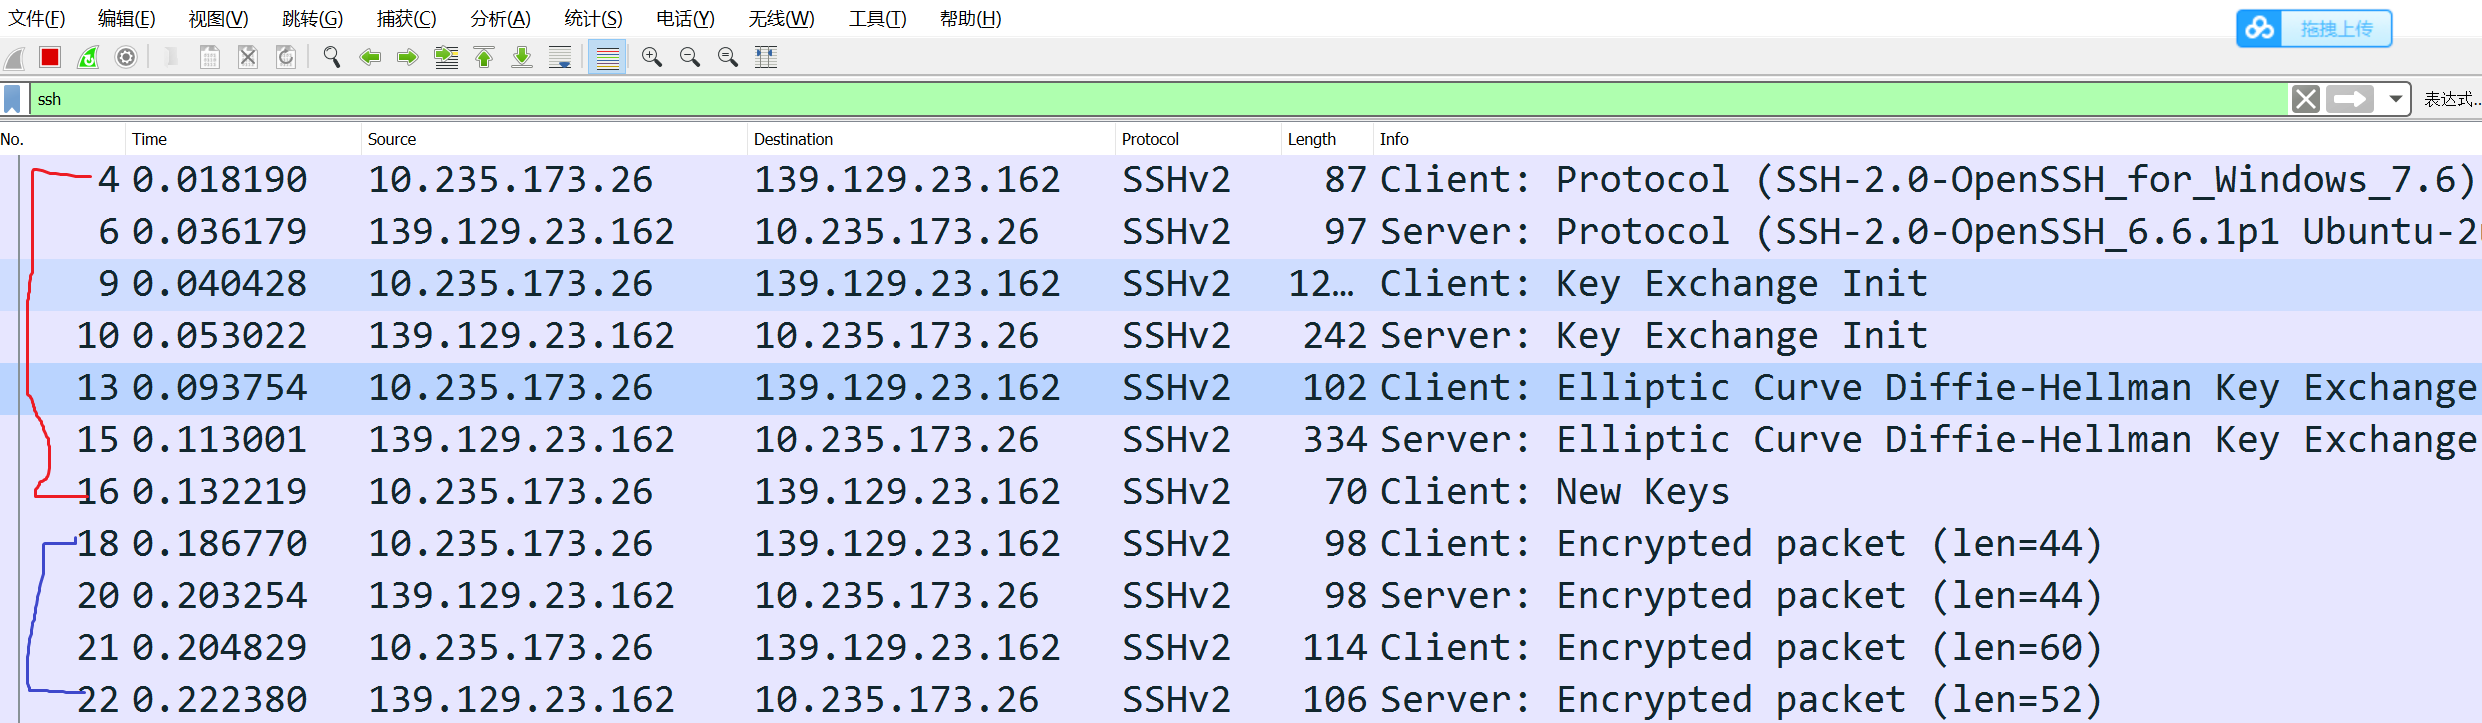 文件(F) 编辑(E) 视图(V) 跳转(G) 捕获(C) 分析(A) 统计(S) 电话(Y) 无线(W) 工具(T) 帮助(H)
拖拽上传
ssh 表达式…
No. Time Source Destination Protocol Length Info
4 0.018190 10.235.173.26 139.129.23.162 SSHv2 87 Client: Protocol (SSH-2.0-OpenSSH_for_Windows_7.6)
6 0.036179 139.129.23.162 10.235.173.26 SSHv2 97 Server: Protocol (SSH-2.0-OpenSSH_6.6.1p1 Ubuntu-2
9 0.040428 10.235.173.26 139.129.23.162 SSHv2 12… Client: Key Exchange Init
10 0.053022 139.129.23.162 10.235.173.26 SSHv2 242 Server: Key Exchange Init
13 0.093754 10.235.173.26 139.129.23.162 SSHv2 102 Client: Elliptic Curve Diffie-Hellman Key Exchange
15 0.113001 139.129.23.162 10.235.173.26 SSHv2 334 Server: Elliptic Curve Diffie-Hellman Key Exchange
16 0.132219 10.235.173.26 139.129.23.162 SSHv2 70 Client: New Keys
18 0.186770 10.235.173.26 139.129.23.162 SSHv2 98 Client: Encrypted packet (len=44)
20 0.203254 139.129.23.162 10.235.173.26 SSHv2 98 Server: Encrypted packet (len=44)
21 0.204829 10.235.173.26 139.129.23.162 SSHv2 114 Client: Encrypted packet (len=60)
22 0.222380 139.129.23.162 10.235.173.26 SSHv2 106 Server: Encrypted packet (len=52)